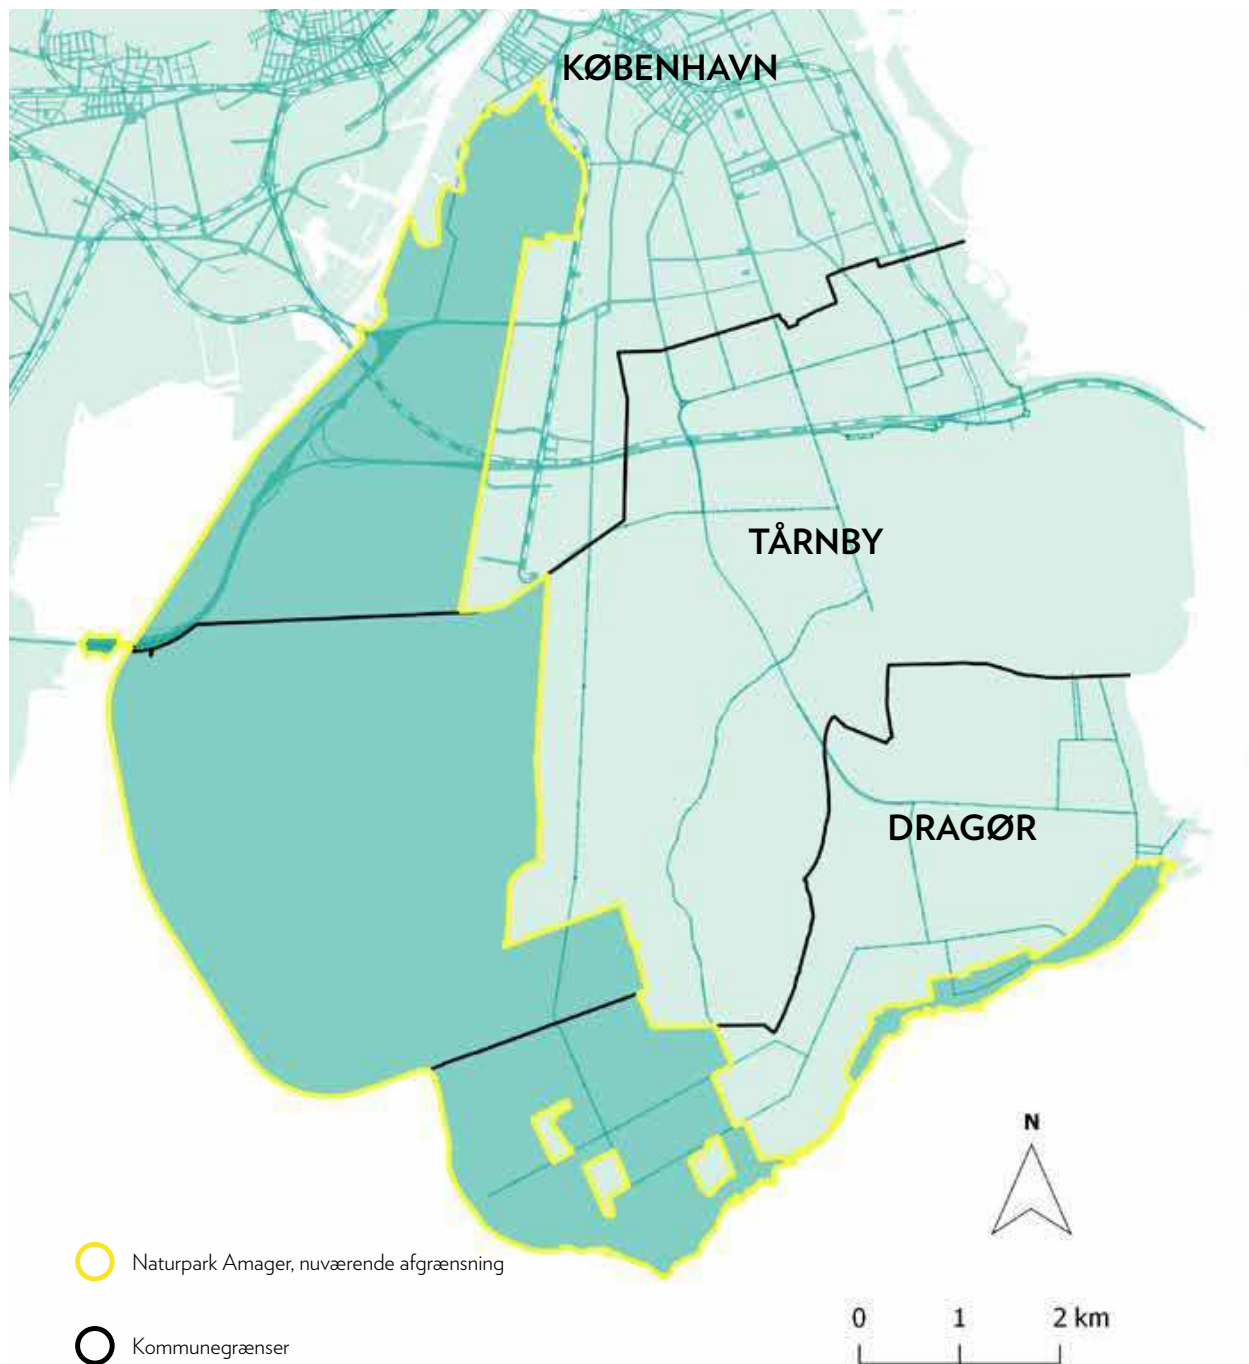 KØBENHAVN
TÅRNBY
DRAGØR
N
Naturpark Amager, nuværende afgrænsning
Kommunegrænser
0 1 2 km